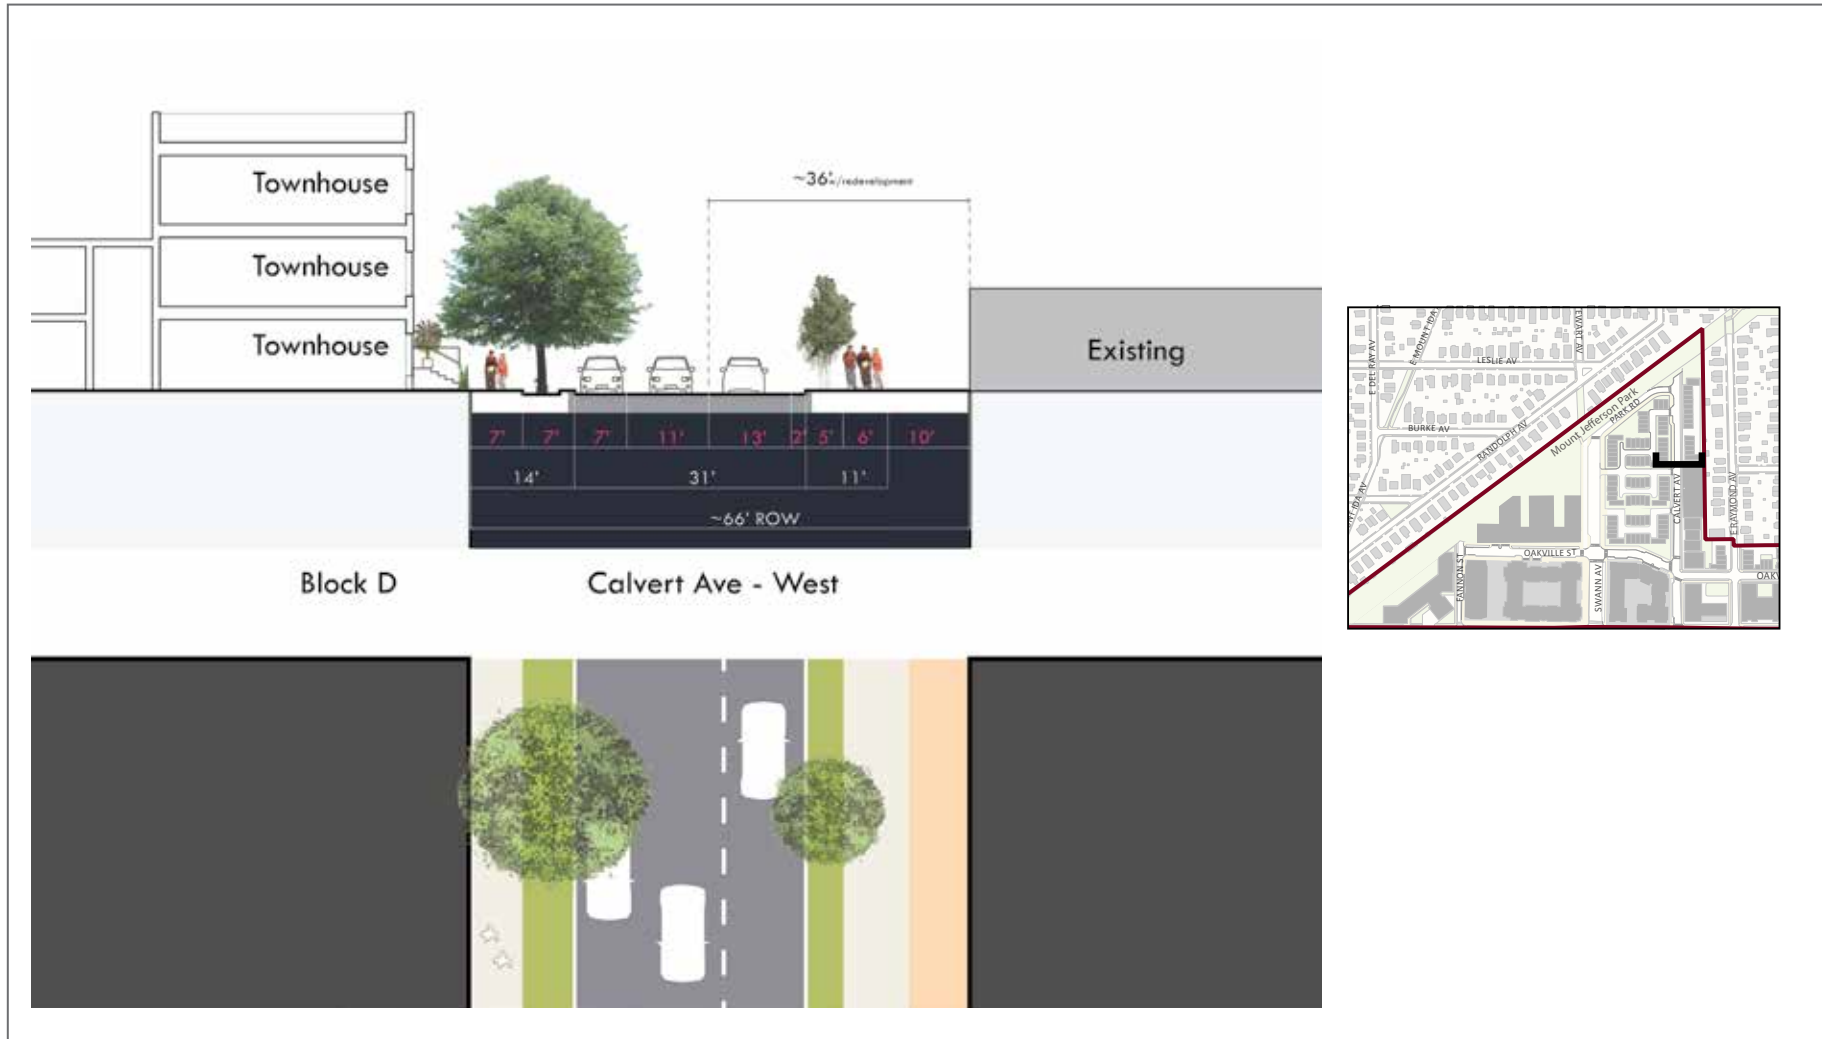 ~36' w/redevelopment
Townhouse
Townhouse
Townhouse
Existing
7' 7' 7' 11' 13' 2' 5' 6' 10'
14' 31' 11'
~66' ROW
Block D
Calvert Ave - West
E DEL RAY AV
E MOUNT IDA
LESLIE AV
BURKE AV
RANDOLPH AV
Mount Jefferson Park
PARK RD
CALVERT AV
E RAYMOND AV
OAKVILLE ST
FANNON ST
SWANN AV